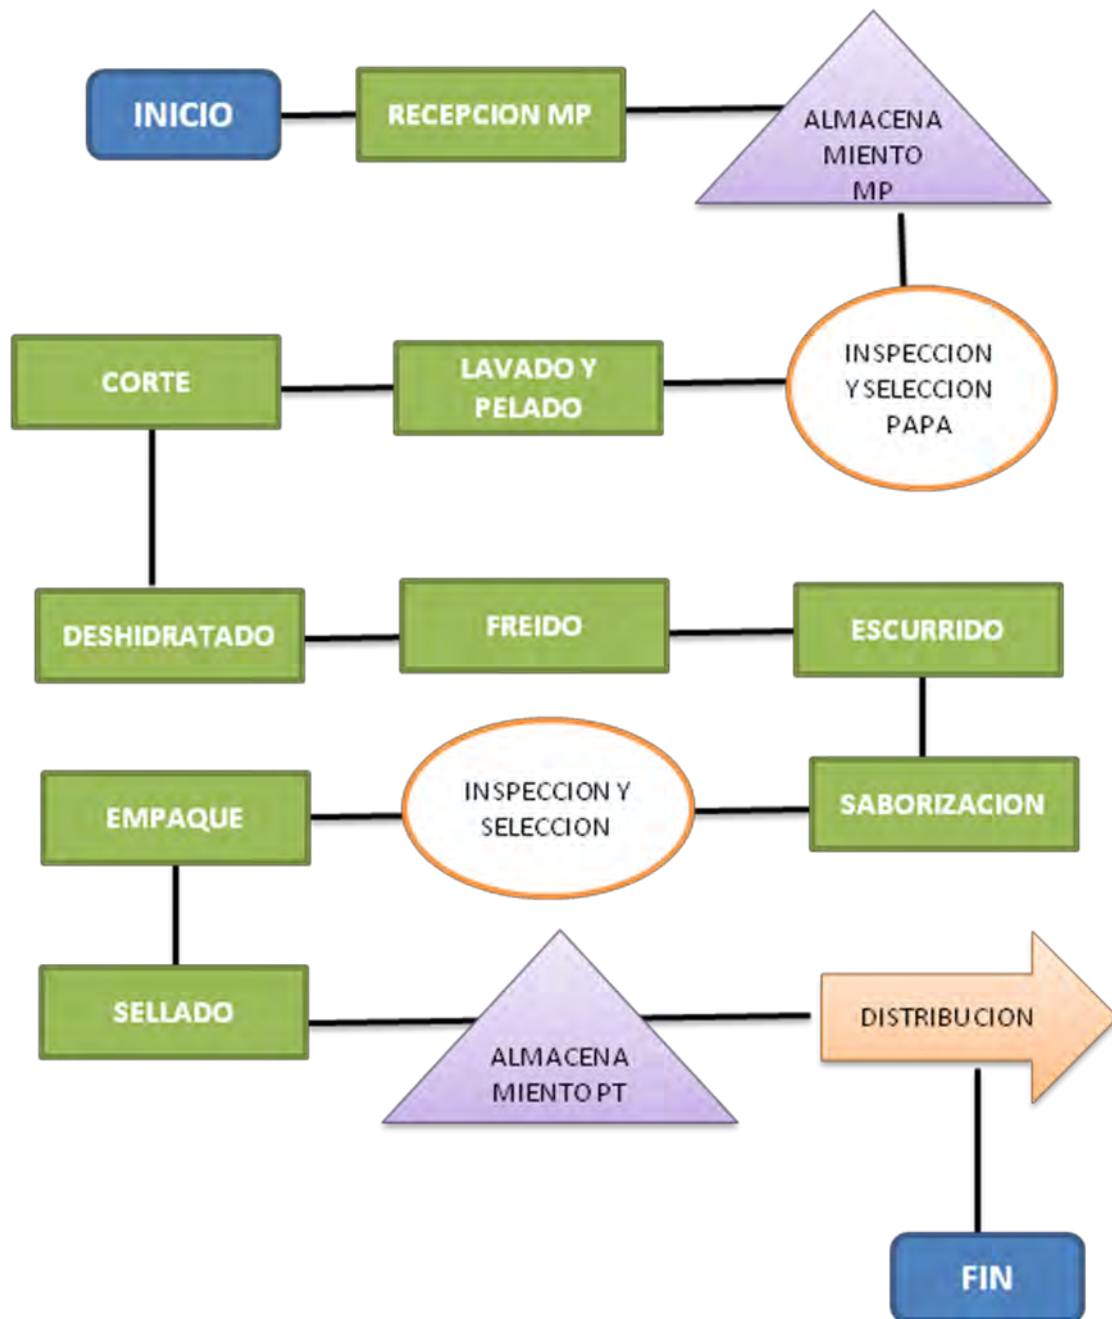 INICIO
RECEPCION MP
ALMACENA
MIENTO
MP
INSPECCION
Y SELECCION
PAPA
LAVADO Y
PELADO
CORTE
DESHIDRATADO
FREIDO
ESCURRIDO
SABORIZACION
INSPECCION Y
SELECCION
EMPAQUE
SELLADO
ALMACENA
MIENTO PT
DISTRIBUCION
FIN